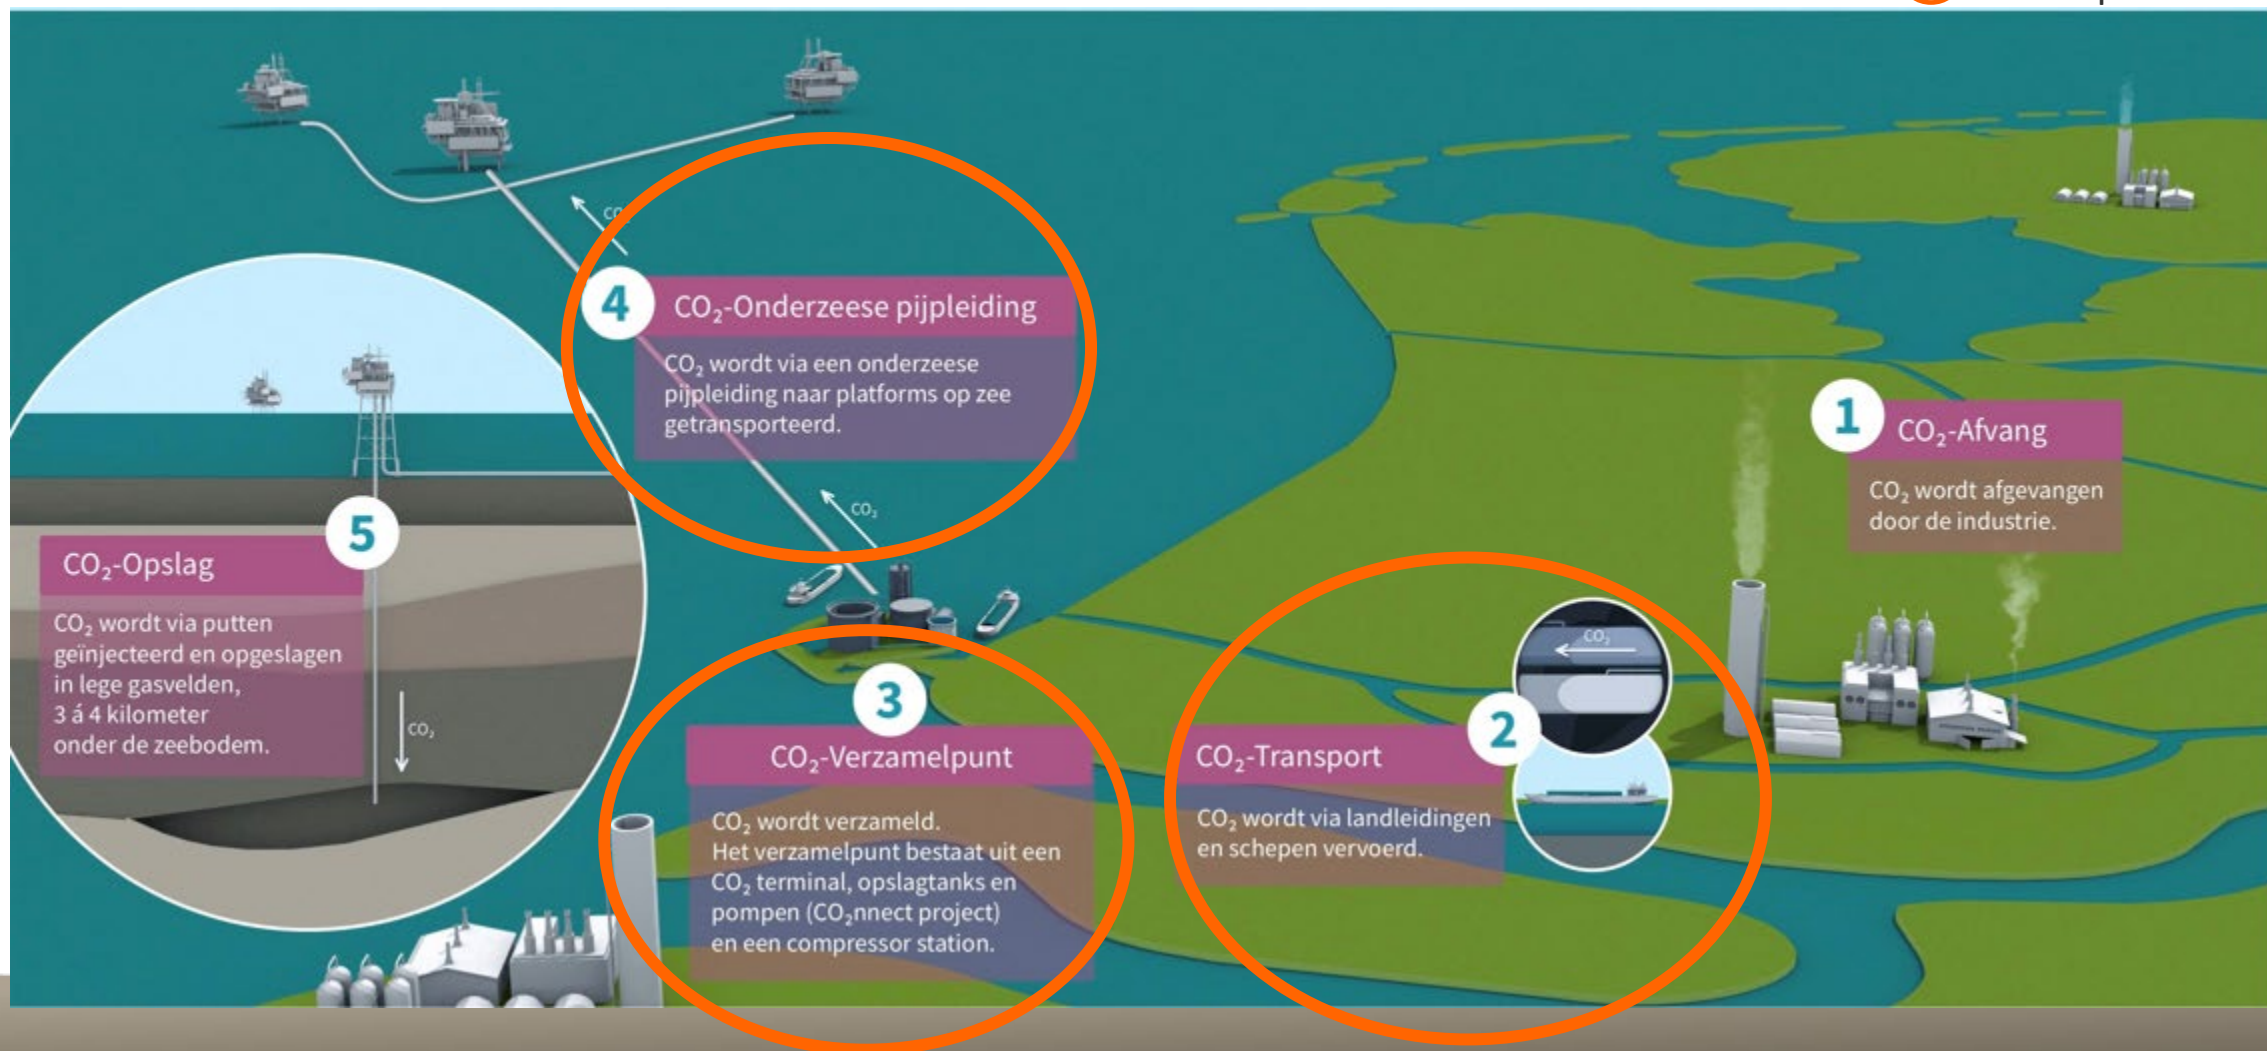 1
CO₂-Afvang
CO₂ wordt afgevangen
door de industrie.
2
CO₂-Transport
CO₂ wordt via landleidingen
en schepen vervoerd.
CO₂
3
CO₂-Verzamelpunt
CO₂ wordt verzameld.
Het verzamelpunt bestaat uit een
CO₂ terminal, opslagtanks en
pompen (CO₂nnect project)
en een compressor station.
4
CO₂-Onderzeese pijpleiding
CO₂ wordt via een onderzeese
pijpleiding naar platforms op zee
getransporteerd.
CO₂
CO₂
5
CO₂-Opslag
CO₂ wordt via putten
geïnjecteerd en opgeslagen
in lege gasvelden,
3 á 4 kilometer
onder de zeebodem.
CO₂